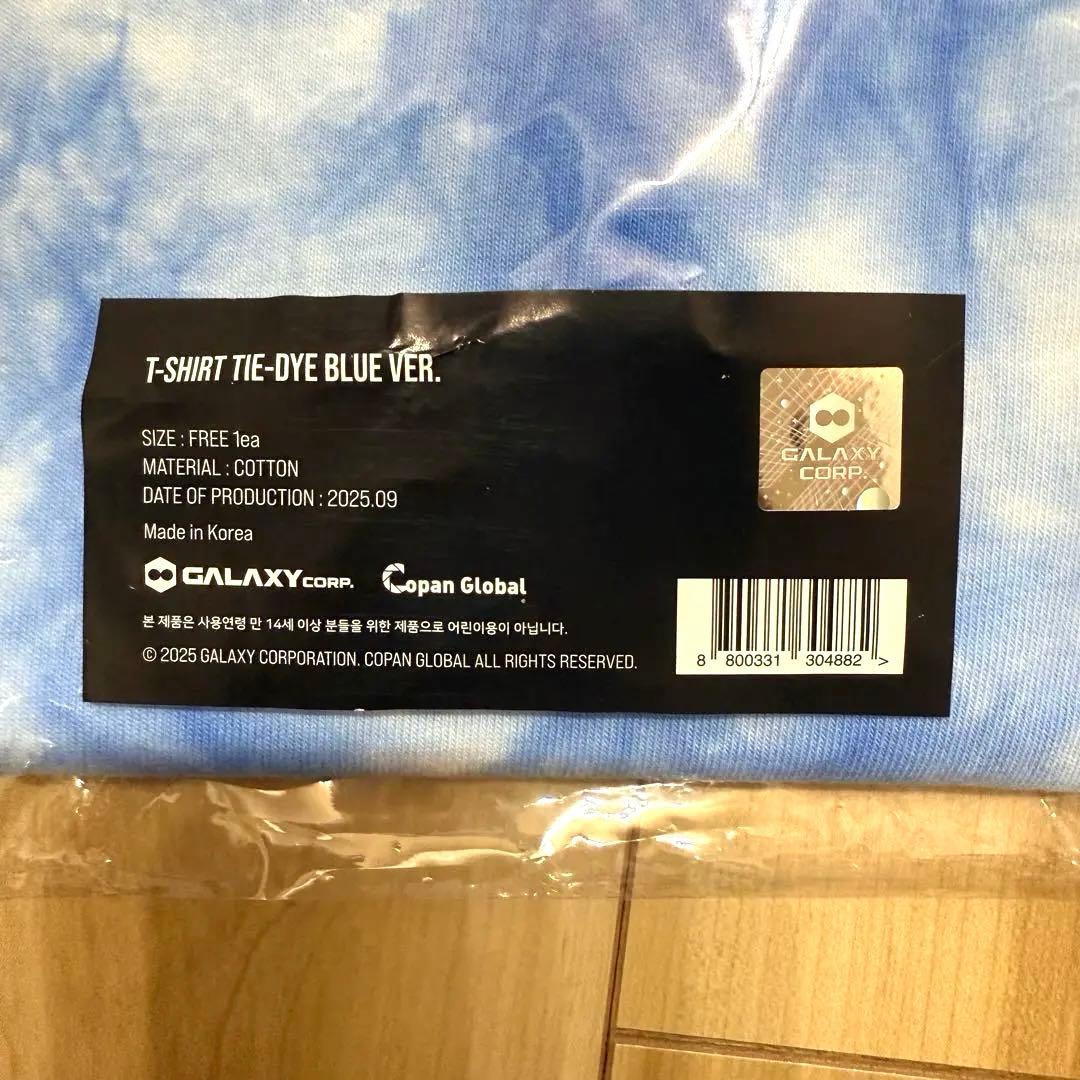 T-SHIRT TIE-DYE BLUE VER.
SIZE : FREE 1ea
MATERIAL : COTTON
DATE OF PRODUCTION : 2025.09
Made in Korea
GALAXY CORP. Copan Global
본 제품은 사용연령 만 14세 이상 분들을 위한 제품으로 어린이용이 아닙니다.
© 2025 GALAXY CORPORATION. COPAN GLOBAL ALL RIGHTS RESERVED.
GALAXY
CORP.
8 800331 304882 >